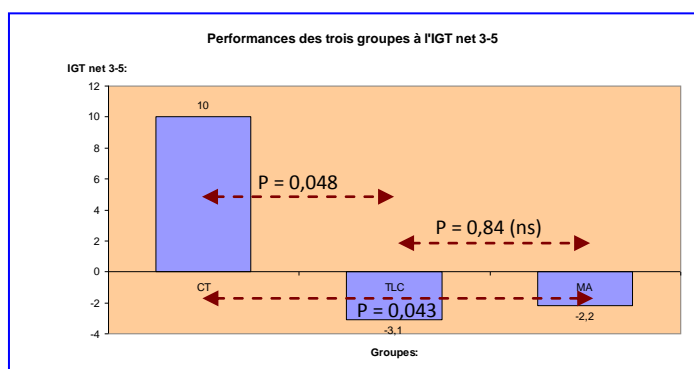 Performances des trois groupes à l'IGT net 3-5
IGT net 3-5:
12
10
8
6
4
2
0
-2
-4
10
P = 0,048
P = 0,84 (ns)
CT
TLC
MA
P = 0,043
-3,1
-2,2
Groupes: